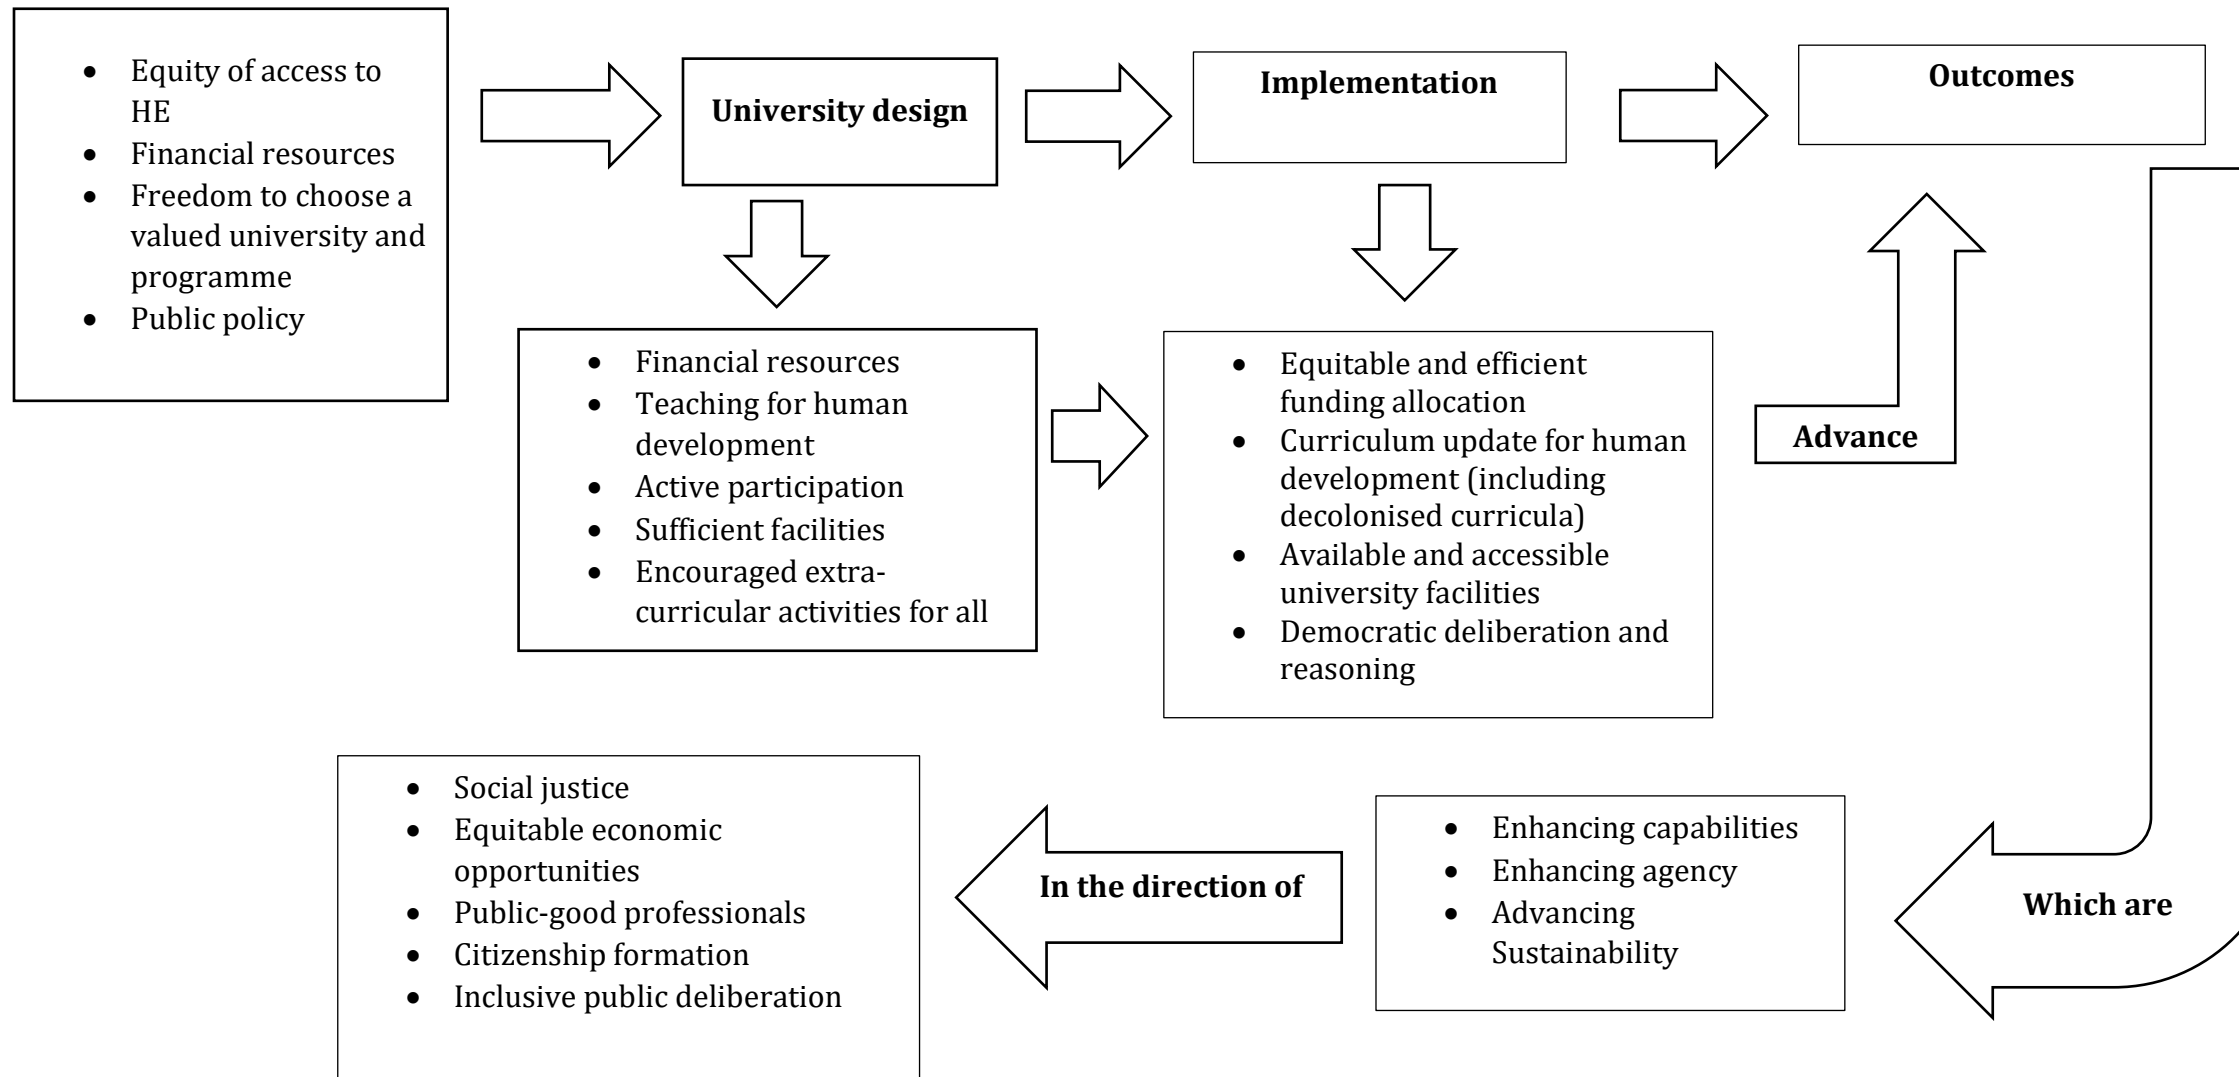 • Equity of access to
HE
• Financial resources
• Freedom to choose a
valued university and
programme
• Public policy
University design
Implementation
Outcomes
• Financial resources
• Teaching for human
development
• Active participation
• Sufficient facilities
• Encouraged extra-
curricular activities for all
• Equitable and efficient
funding allocation
• Curriculum update for human
development (including
decolonised curricula)
• Available and accessible
university facilities
• Democratic deliberation and
reasoning
Advance
Which are
• Enhancing capabilities
• Enhancing agency
• Advancing
Sustainability
In the direction of
• Social justice
• Equitable economic
opportunities
• Public-good professionals
• Citizenship formation
• Inclusive public deliberation